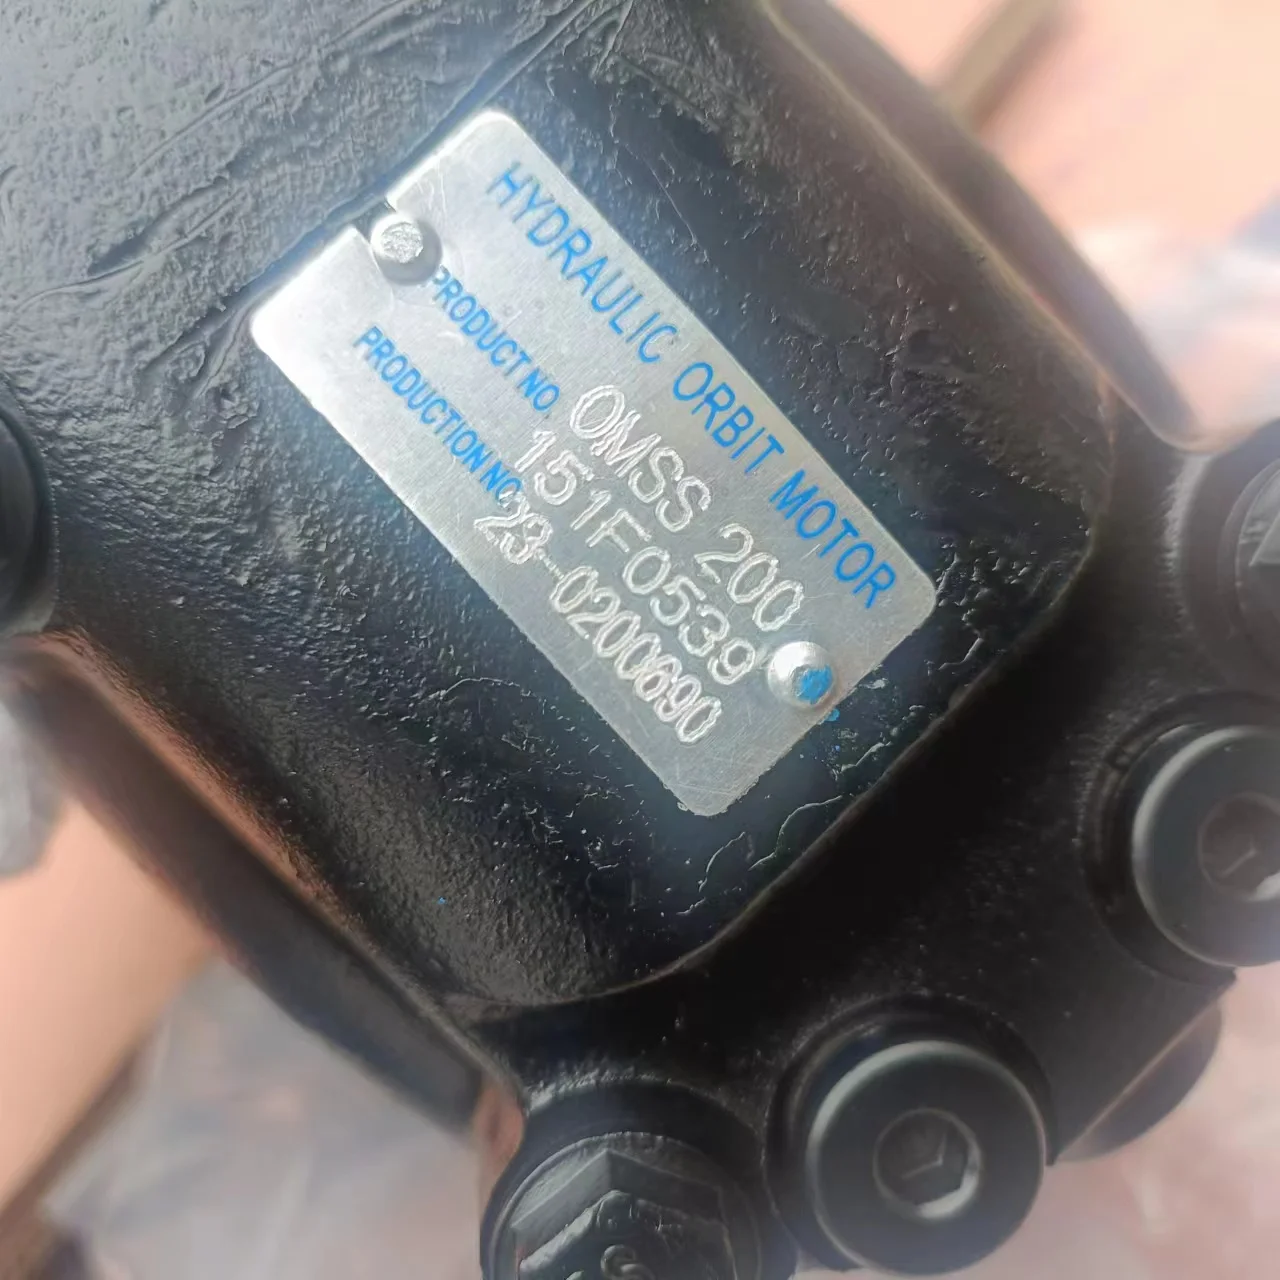 HYDRAULIC ORBIT MOTOR
PRODUCT NO. OMSS 200
151F0539
PRODUCTION NO. 23-0200690